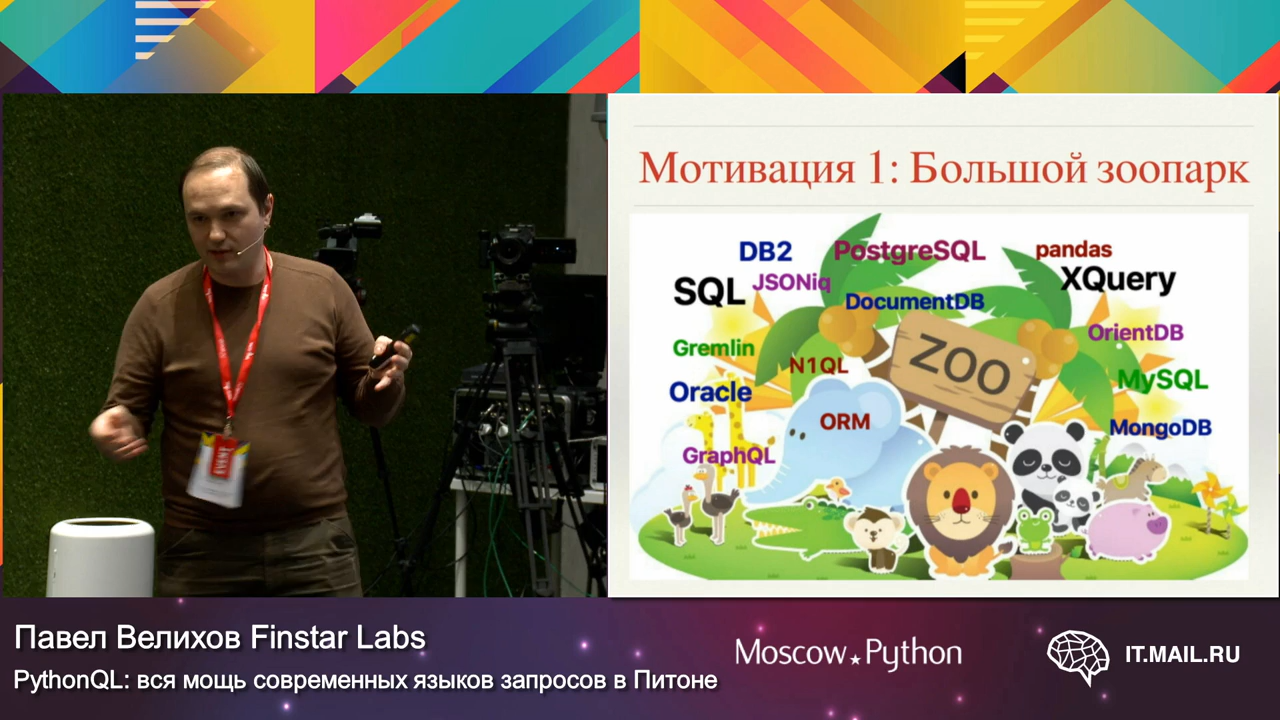 Мотивация 1: Большой зоопарк
DB2
PostgreSQL
pandas
SQL
JSONiq
XQuery
DocumentDB
OrientDB
Gremlin
ZOO
N1QL
MySQL
Oracle
ORM
MongoDB
GraphQL
EVENT
Павел Велихов Finstar Labs
PythonQL: вся мощь современных языков запросов в Питоне
Moscow Python
IT.MAIL.RU